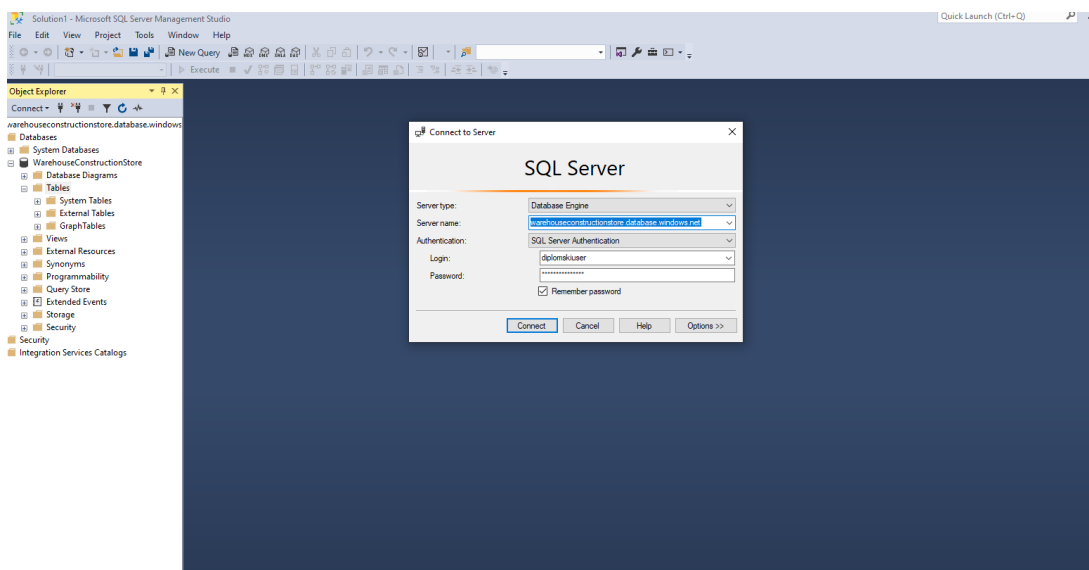 Solution1 - Microsoft SQL Server Management Studio
Quick Launch (Ctrl+Q)
File Edit View Project Tools Window Help
New Query
MDX DMX XMLA DAX
Execute
Object Explorer
Connect
warehouseconstructionstore.database.windows
Databases
System Databases
WarehouseConstructionStore
Database Diagrams
Tables
System Tables
External Tables
GraphTables
Views
External Resources
Synonyms
Programmability
Query Store
Extended Events
Storage
Security
Security
Integration Services Catalogs
Connect to Server
SQL Server
Server type: Database Engine
Server name: warehouseconstructionstore.database.windows.net
Authentication: SQL Server Authentication
Login: diplomskiuser
Password: ***************
Remember password
Connect Cancel Help Options >>